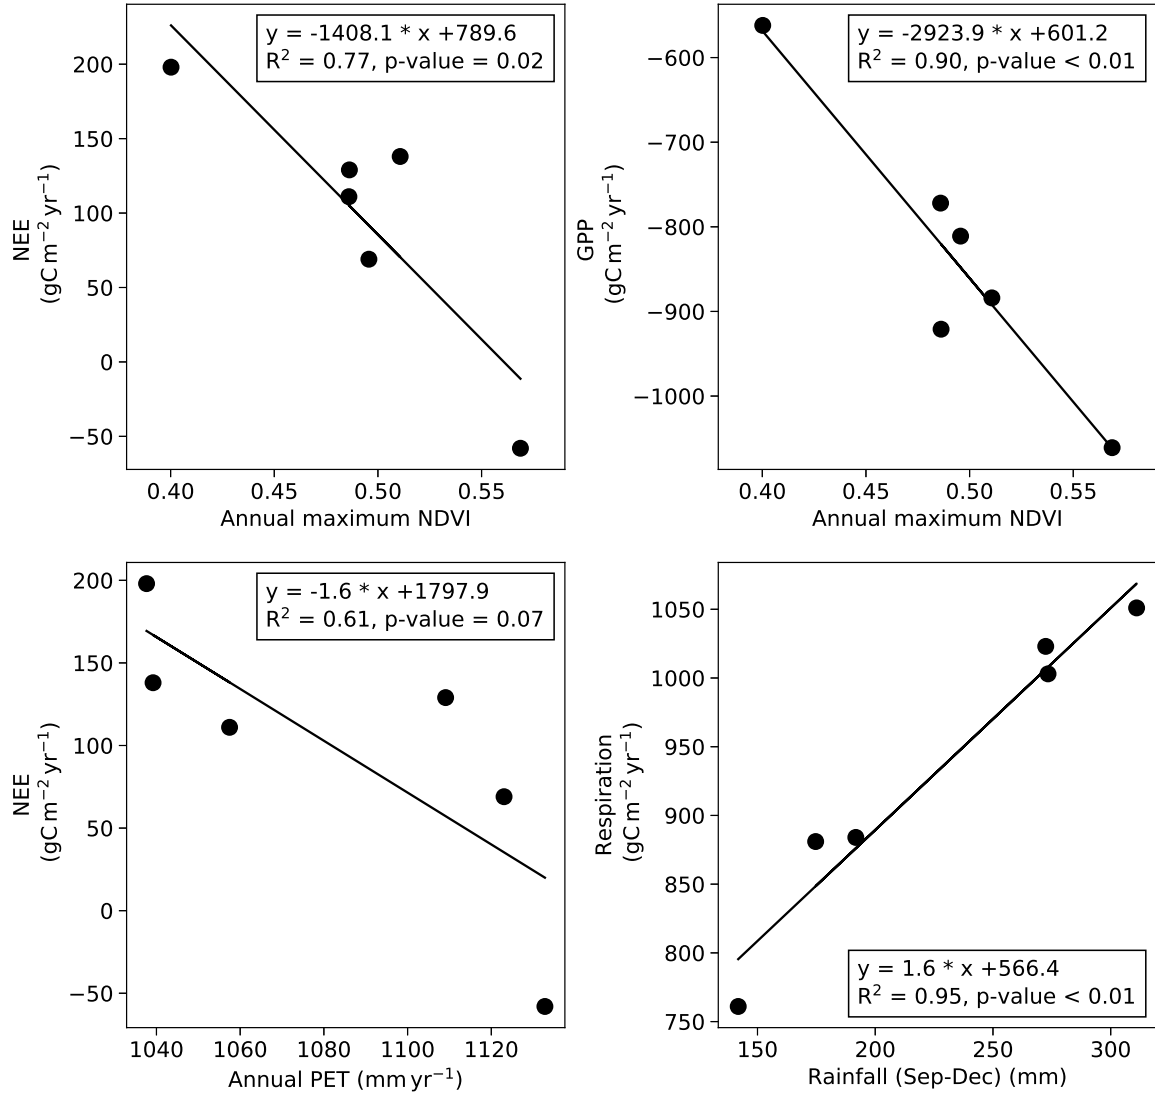 y = -1408.1 * x +789.6
R² = 0.77, p-value = 0.02
200
150
100
50
0
−50
NEE
(gC m⁻² yr⁻¹)
0.40 0.45 0.50 0.55
Annual maximum NDVI
y = -2923.9 * x +601.2
R² = 0.90, p-value < 0.01
−600
−700
−800
−900
−1000
GPP
(gC m⁻² yr⁻¹)
0.40 0.45 0.50 0.55
Annual maximum NDVI
y = -1.6 * x +1797.9
R² = 0.61, p-value = 0.07
200
150
100
50
0
−50
NEE
(gC m⁻² yr⁻¹)
1040 1060 1080 1100 1120
Annual PET (mm yr⁻¹)
1050
1000
950
900
850
800
750
Respiration
(gC m⁻² yr⁻¹)
y = 1.6 * x +566.4
R² = 0.95, p-value < 0.01
150 200 250 300
Rainfall (Sep-Dec) (mm)